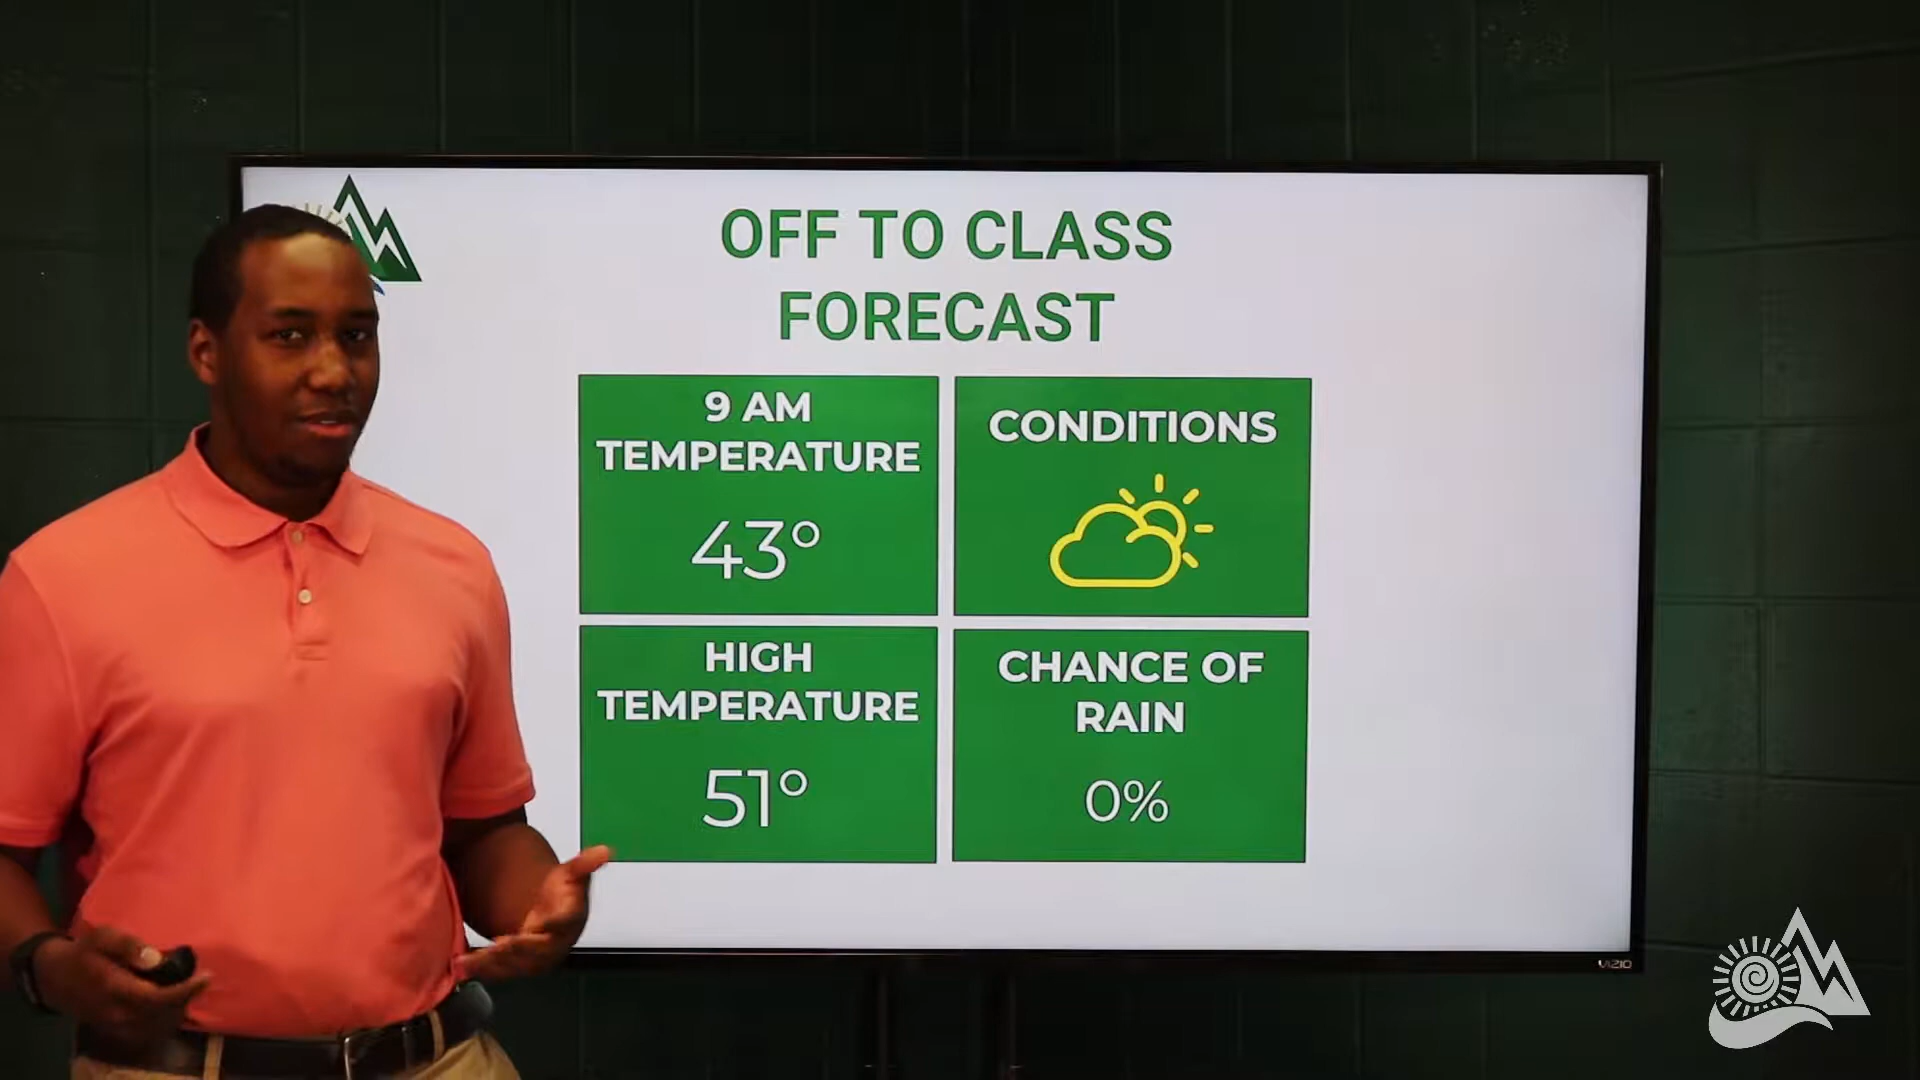 OFF TO CLASS
FORECAST
9 AM
TEMPERATURE
43°
CONDITIONS
HIGH
TEMPERATURE
51°
CHANCE OF
RAIN
0%
VIZIO